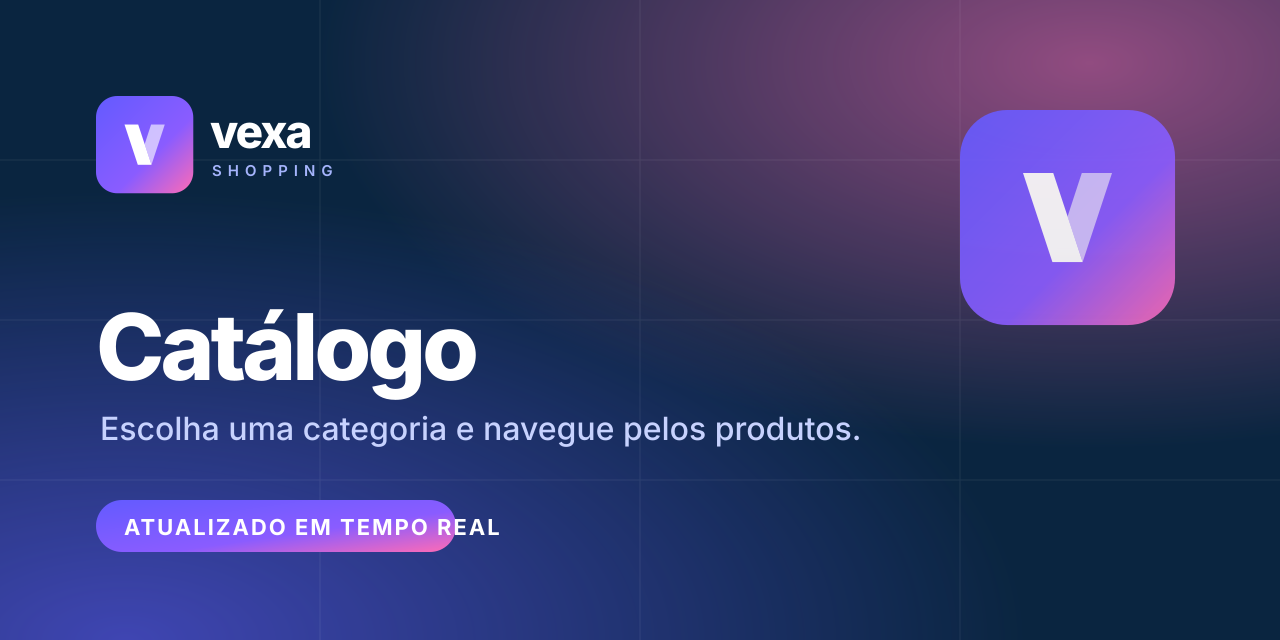 vexa
SHOPPING
Catálogo
Escolha uma categoria e navegue pelos produtos.
ATUALIZADO EM TEMPO REAL